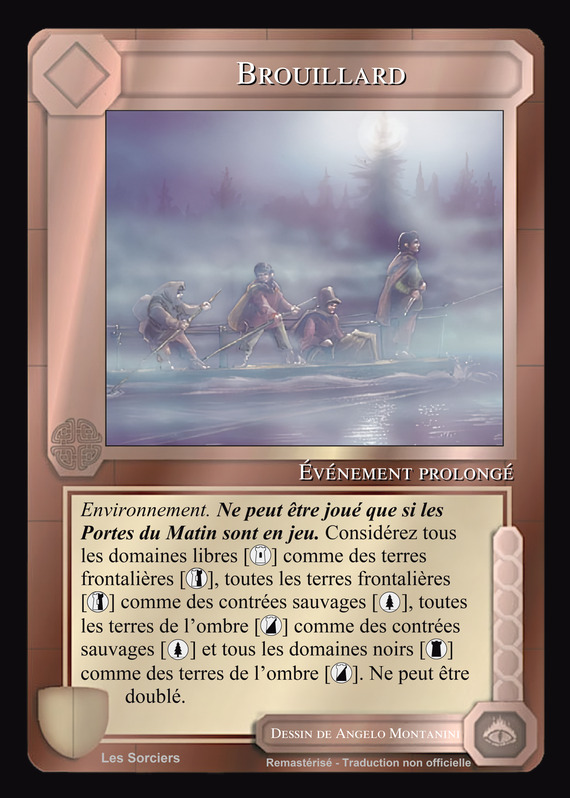 Brouillard
Événement prolongé
Environnement. Ne peut être joué que si les
Portes du Matin sont en jeu. Considérez tous
les domaines libres [] comme des terres
frontalières [], toutes les terres frontalières
[] comme des contrées sauvages [], toutes
les terres de l’ombre [] comme des contrées
sauvages [] et tous les domaines noirs []
comme des terres de l’ombre []. Ne peut être
doublé.
Dessin de Angelo Montanini
Les Sorciers
Remastérisé - Traduction non officielle